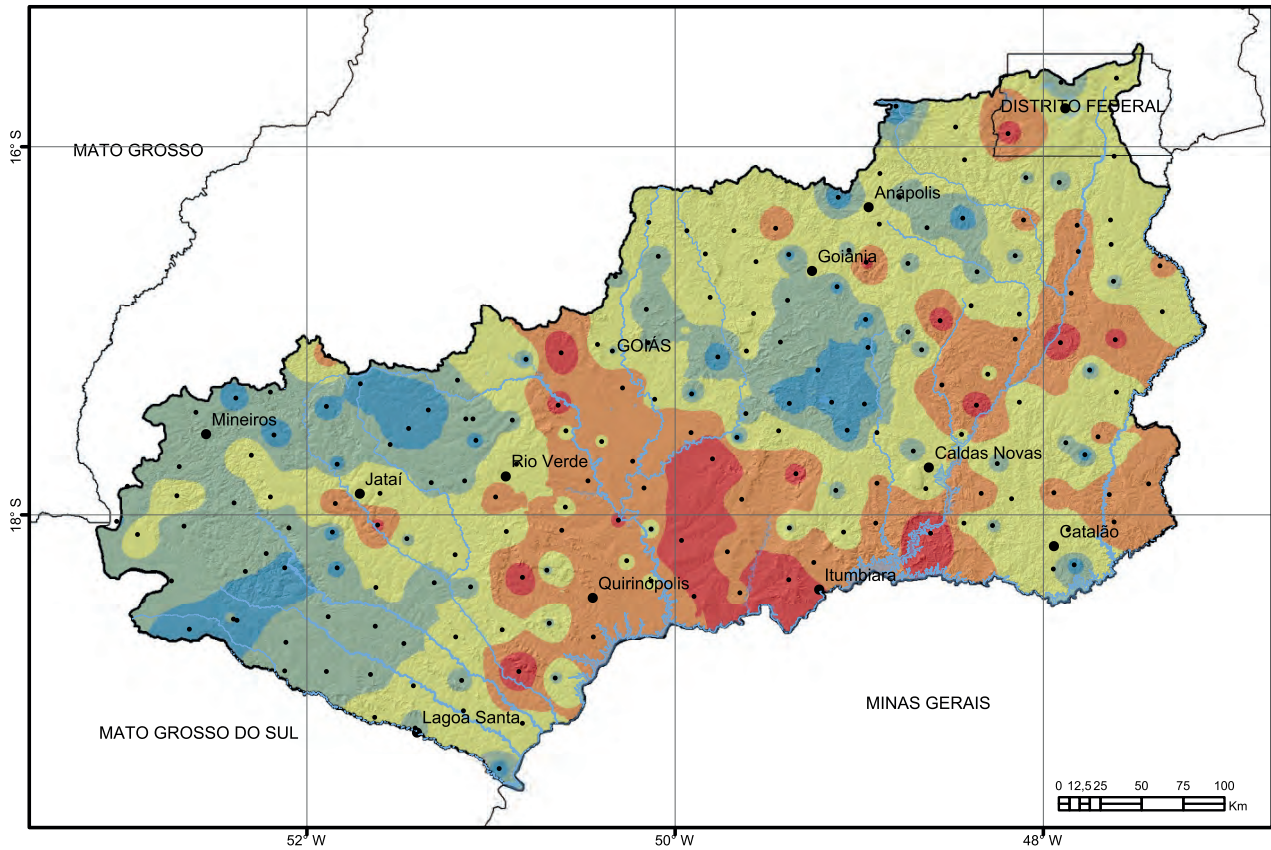 DISTRITO FEDERAL
MATO GROSSO
16° S
Anápolis
Goiânia
GOIÁS
Mineiros
Rio Verde
Caldas Novas
Jataí
18° S
Catalão
Itumbiara
Quirinópolis
MINAS GERAIS
Lagoa Santa
MATO GROSSO DO SUL
0 12,5 25 50 75 100
Km
52° W 50° W 48° W